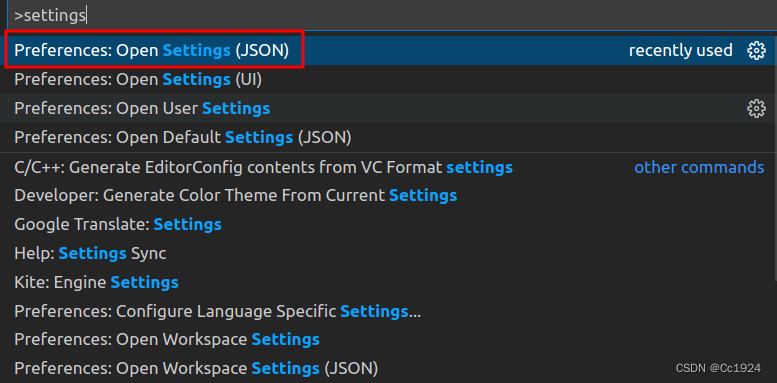 >settings
Preferences: Open Settings (JSON) recently used
Preferences: Open Settings (UI)
Preferences: Open User Settings
Preferences: Open Default Settings (JSON)
C/C++: Generate EditorConfig contents from VC Format settings other commands
Developer: Generate Color Theme From Current Settings
Google Translate: Settings
Help: Settings Sync
Kite: Engine Settings
Preferences: Configure Language Specific Settings...
Preferences: Open Workspace Settings
Preferences: Open Workspace Settings (JSON)
CSDN @Cc1924